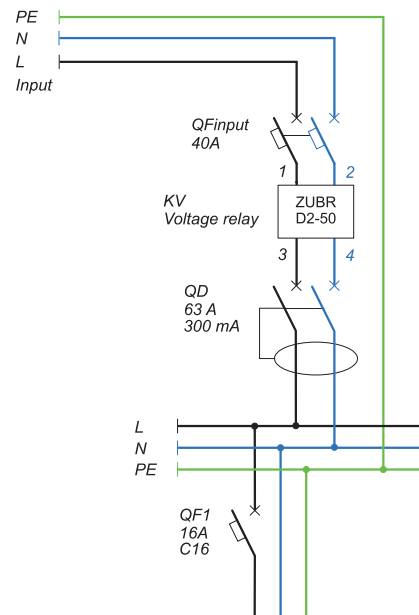 PE
N
L
Input
QFinput
40A
1
2
KV
Voltage relay
ZUBR
D2-50
3
4
QD
63 A
300 mA
L
N
PE
QF1
16A
C16